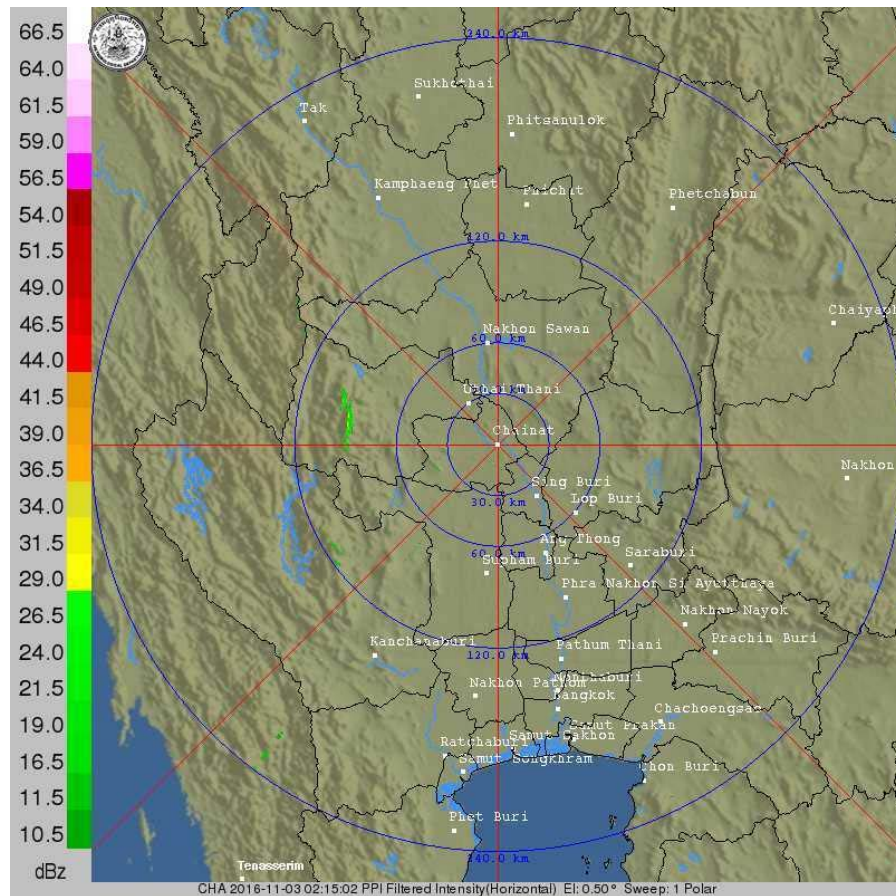 66.5
64.0
61.5
59.0
56.5
54.0
51.5
49.0
46.5
44.0
41.5
39.0
36.5
34.0
31.5
29.0
26.5
24.0
21.5
19.0
16.5
11.5
10.5
dBz
240.0 km
Sukhothai
Tak
Phitsanulok
Kamphaeng Phet
Phichit
Phetchabun
120.0 km
Chaiyaph
Nakhon Sawan
60.0 km
Uthai Thani
Chainat
Nakhon
Sing Buri
30.0 km
Lop Buri
Ang Thong
60.0 km
Supham Buri
Saraburi
Phra Nakhon Si Ayutthaya
Nakhon Nayok
Kanchanaburi
120.0 km
Pathum Thani
Prachin Buri
Nakhon Pathom
Nonthaburi
Bangkok
Chachoengsao
Samut Prakan
Samut Sakhon
Ratchaburi
Samut Songkhram
Chon Buri
Phet Buri
240.0 km
Tenasserim
CHA 2016-11-03 02:15:02 PPI Filtered Intensity(Horizontal) El: 0.50° Sweep: 1 Polar